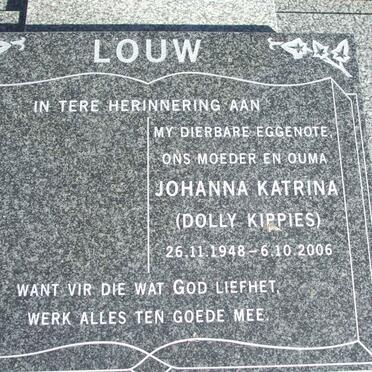 LOUW
IN TERE HERINNERING AAN
MY DIERBARE EGGENOTE,
ONS MOEDER EN OUMA
JOHANNA KATRINA
(DOLLY KIPPIES)
26.11.1948 – 6.10.2006
WANT VIR DIE WAT GOD LIEFHET,
WERK ALLES TEN GOEDE MEE.